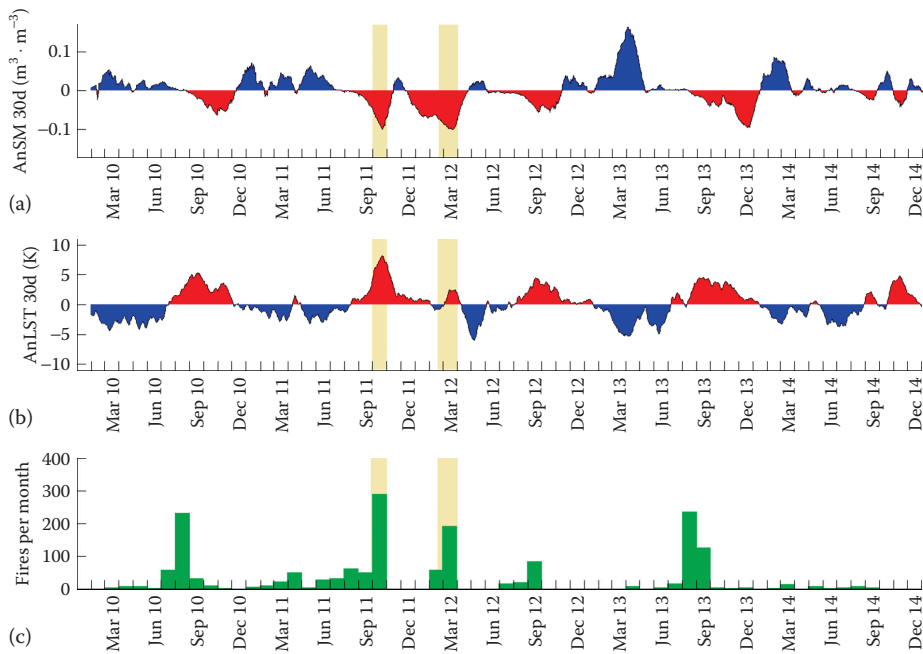 AnSM 30d (m³ · m⁻³)
0.1
0
−0.1
Mar 10 Jun 10 Sep 10 Dec 10 Mar 11 Jun 11 Sep 11 Dec 11 Mar 12 Jun 12 Sep 12 Dec 12 Mar 13 Jun 13 Sep 13 Dec 13 Mar 14 Jun 14 Sep 14 Dec 14
(a)
AnLST 30d (K)
10
5
0
−5
−10
Mar 10 Jun 10 Sep 10 Dec 10 Mar 11 Jun 11 Sep 11 Dec 11 Mar 12 Jun 12 Sep 12 Dec 12 Mar 13 Jun 13 Sep 13 Dec 13 Mar 14 Jun 14 Sep 14 Dec 14
(b)
Fires per month
400
300
200
100
0
Mar 10 Jun 10 Sep 10 Dec 10 Mar 11 Jun 11 Sep 11 Dec 11 Mar 12 Jun 12 Sep 12 Dec 12 Mar 13 Jun 13 Sep 13 Dec 13 Mar 14 Jun 14 Sep 14 Dec 14
(c)